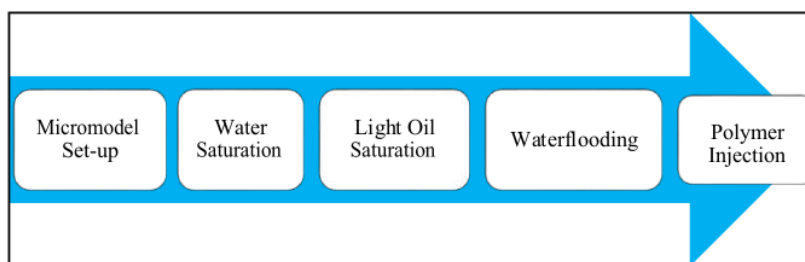 Micromodel
Set-up
Water
Saturation
Light Oil
Saturation
Waterflooding
Polymer
Injection